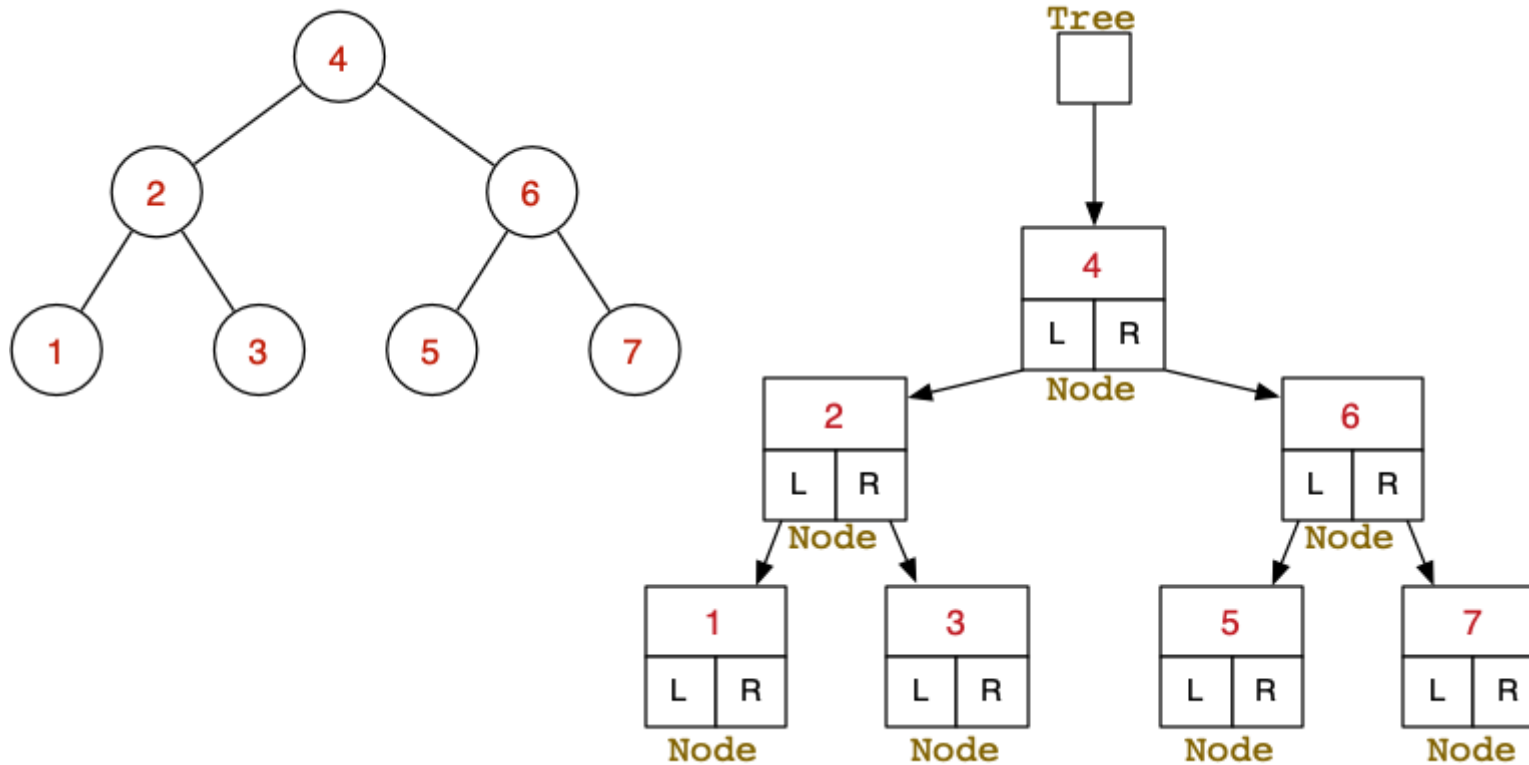 4
2 6
1 3 5 7
Tree
4
L R
Node
2 6
L R L R
Node Node
1 3 5 7
L R L R L R L R
Node Node Node Node